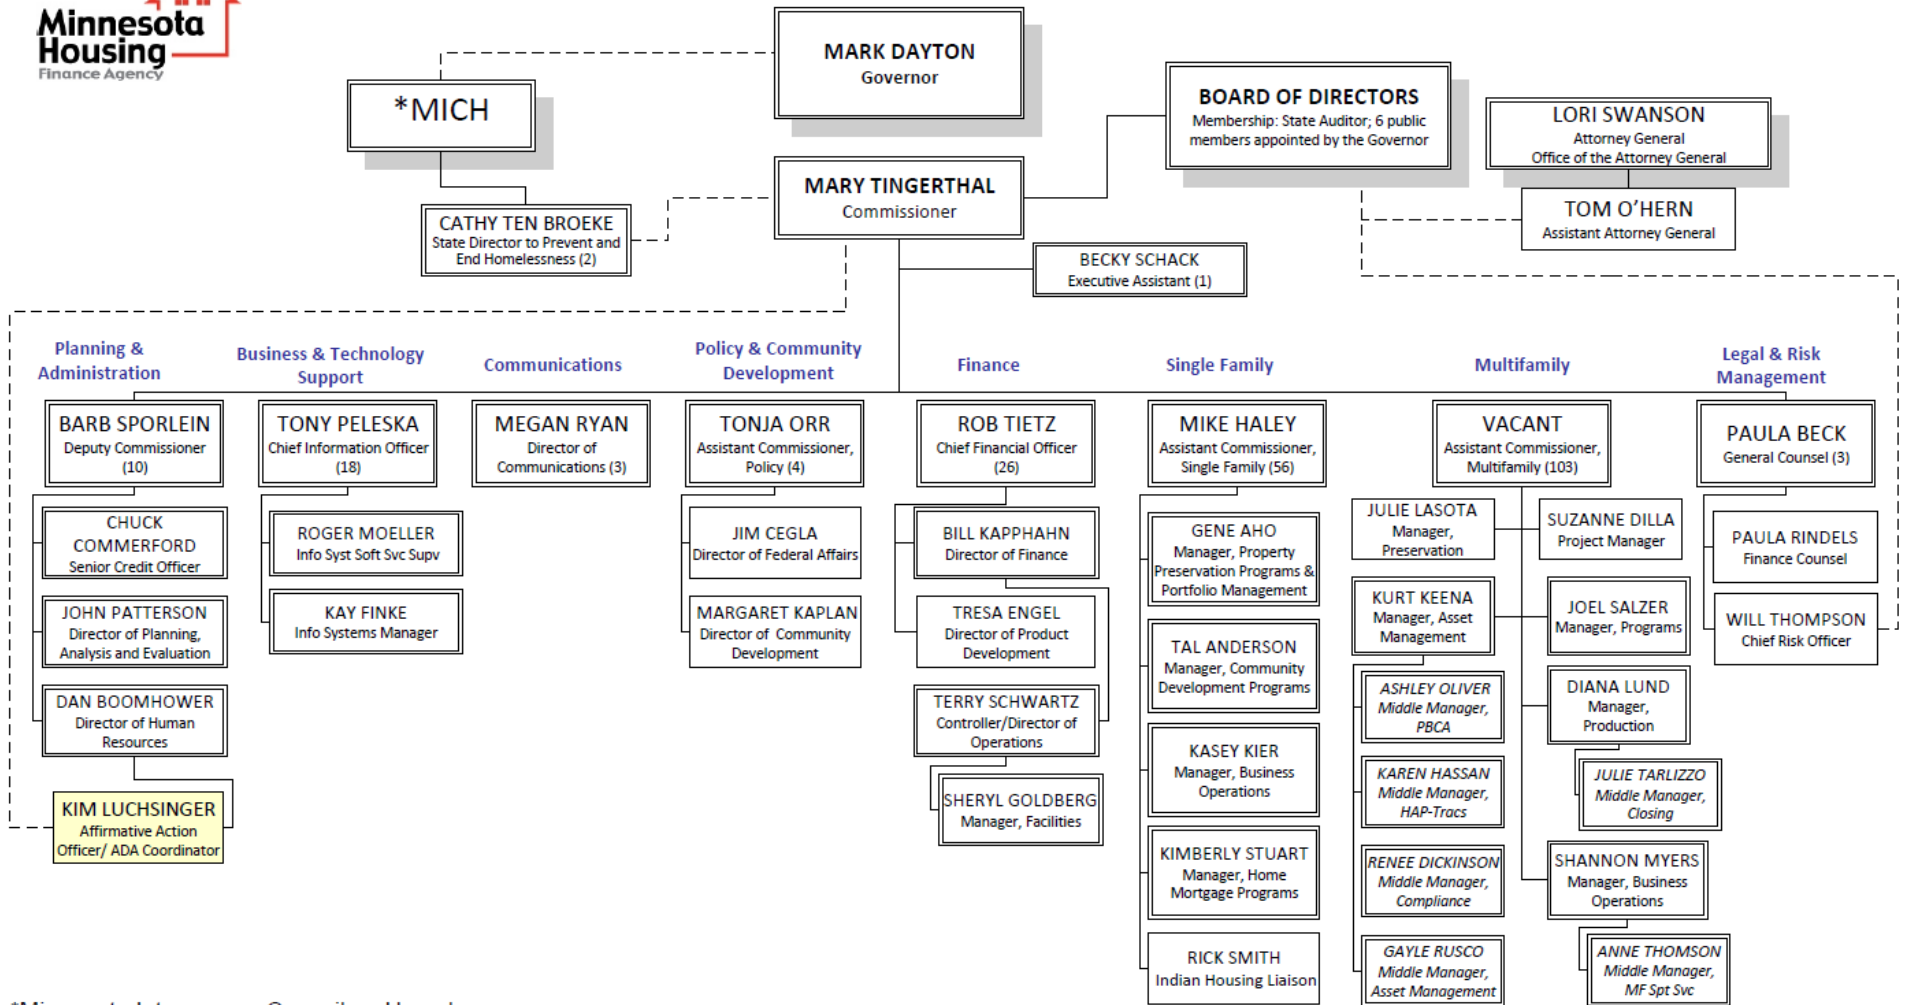 Minnesota
Housing
Finance Agency
MARK DAYTON
Governor
*MICH
BOARD OF DIRECTORS
Membership: State Auditor; 6 public
members appointed by the Governor
LORI SWANSON
Attorney General
Office of the Attorney General
MARY TINGERTHAL
Commissioner
CATHY TEN BROEKE
State Director to Prevent and
End Homelessness (2)
TOM O’HERN
Assistant Attorney General
BECKY SCHACK
Executive Assistant (1)
Planning &
Administration
Business & Technology
Support
Communications
Policy & Community
Development
Finance
Single Family
Multifamily
Legal & Risk
Management
BARB SPORLEIN
Deputy Commissioner
(10)
TONY PELESKA
Chief Information Officer
(18)
MEGAN RYAN
Director of
Communications (3)
TONJA ORR
Assistant Commissioner,
Policy (4)
ROB TIETZ
Chief Financial Officer
(26)
MIKE HALEY
Assistant Commissioner,
Single Family (56)
VACANT
Assistant Commissioner,
Multifamily (103)
PAULA BECK
General Counsel (3)
CHUCK
COMMERFORD
Senior Credit Officer
JOHN PATTERSON
Director of Planning,
Analysis and Evaluation
DAN BOOMHOWER
Director of Human
Resources
KIM LUCHSINGER
Affirmative Action
Officer/ ADA Coordinator
ROGER MOELLER
Info Syst Soft Svc Supv
KAY FINKE
Info Systems Manager
JIM CEGLA
Director of Federal Affairs
MARGARET KAPLAN
Director of Community
Development
BILL KAPPHAHN
Director of Finance
TRESA ENGEL
Director of Product
Development
TERRY SCHWARTZ
Controller/Director of
Operations
SHERYL GOLDBERG
Manager, Facilities
GENE AHO
Manager, Property
Preservation Programs &
Portfolio Management
TAL ANDERSON
Manager, Community
Development Programs
KASEY KIER
Manager, Business
Operations
KIMBERLY STUART
Manager, Home
Mortgage Programs
RICK SMITH
Indian Housing Liaison
JULIE LASOTA
Manager,
Preservation
SUZANNE DILLA
Project Manager
KURT KEENA
Manager, Asset
Management
JOEL SALZER
Manager, Programs
ASHLEY OLIVER
Middle Manager,
PBCA
DIANA LUND
Manager,
Production
KAREN HASSAN
Middle Manager,
HAP-Tracs
JULIE TARLIZZO
Middle Manager,
Closing
RENEE DICKINSON
Middle Manager,
Compliance
SHANNON MYERS
Manager, Business
Operations
GAYLE RUSCO
Middle Manager,
Asset Management
ANNE THOMSON
Middle Manager,
MF Spt Svc
PAULA RINDELS
Finance Counsel
WILL THOMPSON
Chief Risk Officer